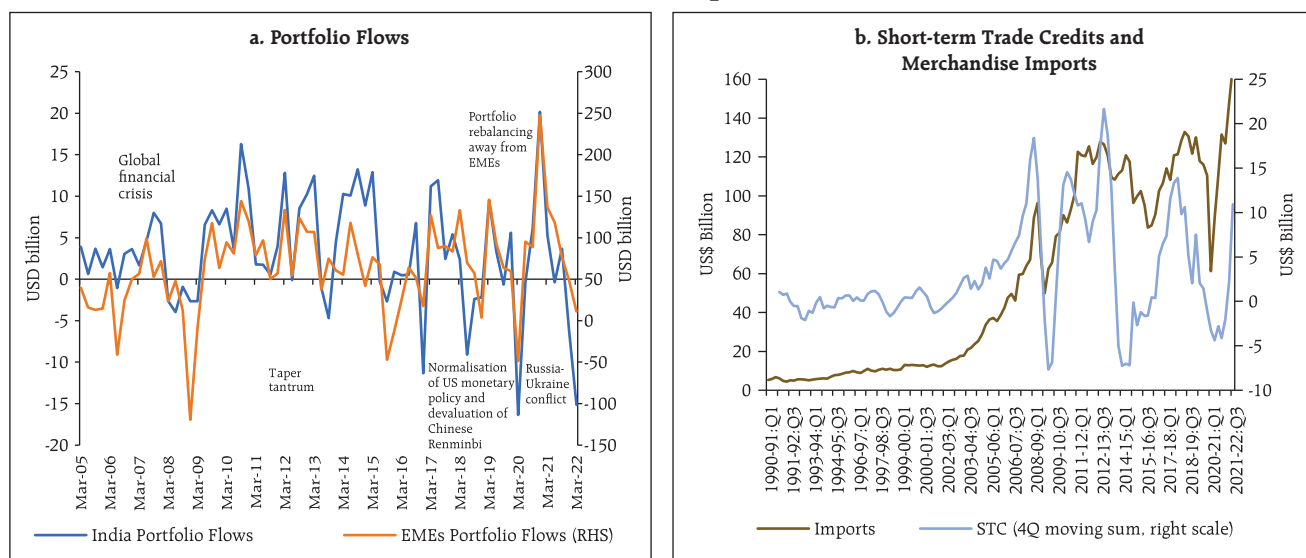 a. Portfolio Flows
USD billion
25
20
15
10
5
0
-5
-10
-15
-20
300
250
200
150
100
50
0
-50
-100
-150
USD billion
Global
financial
crisis
Taper
tantrum
Portfolio
rebalancing
away from
EMEs
Normalisation
of US monetary
policy and
devaluation of
Chinese
Renminbi
Russia-
Ukraine
conflict
Mar-05
Mar-06
Mar-07
Mar-08
Mar-09
Mar-10
Mar-11
Mar-12
Mar-13
Mar-14
Mar-15
Mar-16
Mar-17
Mar-18
Mar-19
Mar-20
Mar-21
Mar-22
India Portfolio Flows
EMEs Portfolio Flows (RHS)
b. Short-term Trade Credits and
Merchandise Imports
US$ Billion
160
140
120
100
80
60
40
20
0
25
20
15
10
5
0
-5
-10
US$ Billion
1990-91:Q1
1991-92:Q3
1993-94:Q1
1994-95:Q3
1996-97:Q1
1997-98:Q3
1999-00:Q1
2000-01:Q3
2002-03:Q1
2003-04:Q3
2005-06:Q1
2006-07:Q3
2008-09:Q1
2009-10:Q3
2011-12:Q1
2012-13:Q3
2014-15:Q1
2015-16:Q3
2017-18:Q1
2018-19:Q3
2020-21:Q1
2021-22:Q3
Imports
STC (4Q moving sum, right scale)